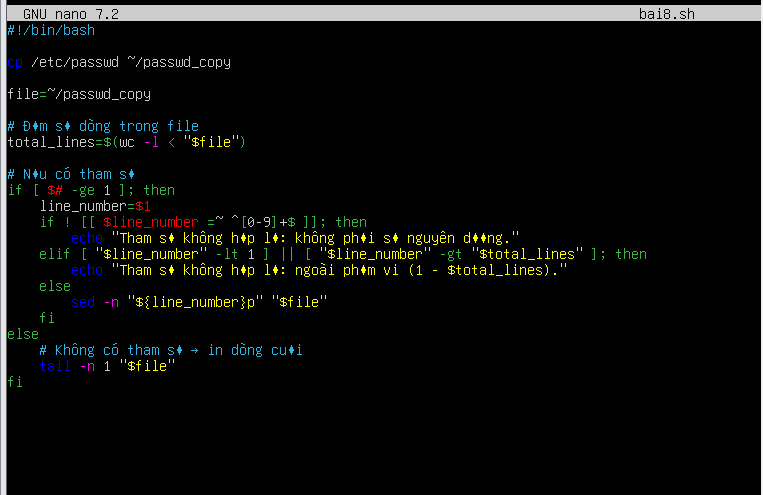 GNU nano 7.2 bai8.sh
#!/bin/bash
cp /etc/passwd ~/passwd_copy
file=~/passwd_copy
# Đ♦m s♦ dòng trong file
total_lines=$(wc -l < "$file")
# N♦u có tham s♦
if [ $# -ge 1 ]; then
    line_number=$1
    if ! [[ $line_number =~ ^[0-9]+$ ]]; then
        echo "Tham s♦ không h♦p l♦: không ph♦i s♦ nguyên d♦♦ng."
    elif [ "$line_number" -lt 1 ] || [ "$line_number" -gt "$total_lines" ]; then
        echo "Tham s♦ không h♦p l♦: ngoài ph♦m vi (1 - $total_lines)."
    else
        sed -n "${line_number}p" "$file"
    fi
else
    # Không có tham s♦ → in dòng cu♦i
    tail -n 1 "$file"
fi